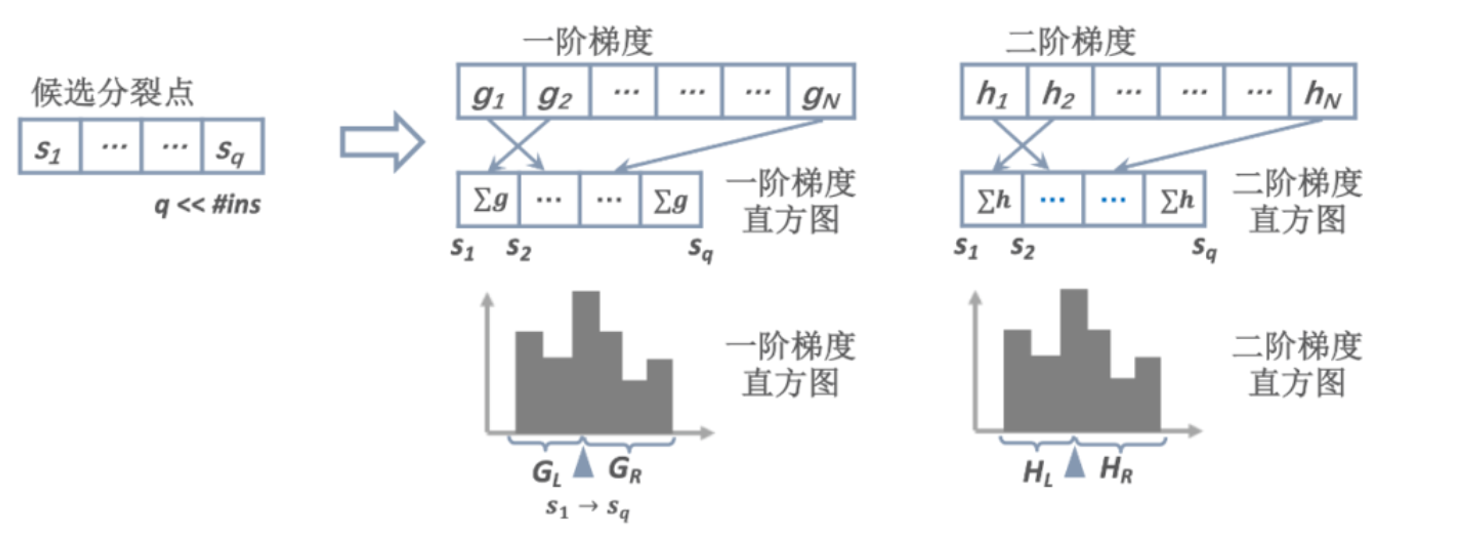 候选分裂点
s1 ... ... sq
q << #ins
一阶梯度
g1 g2 ... ... ... gN
∑g ... ... ∑g
s1 s2 sq
一阶梯度
直方图
一阶梯度
直方图
GL GR
s1 → sq
二阶梯度
h1 h2 ... ... ... hN
∑h ... ... ∑h
s1 s2 sq
二阶梯度
直方图
二阶梯度
直方图
HL HR